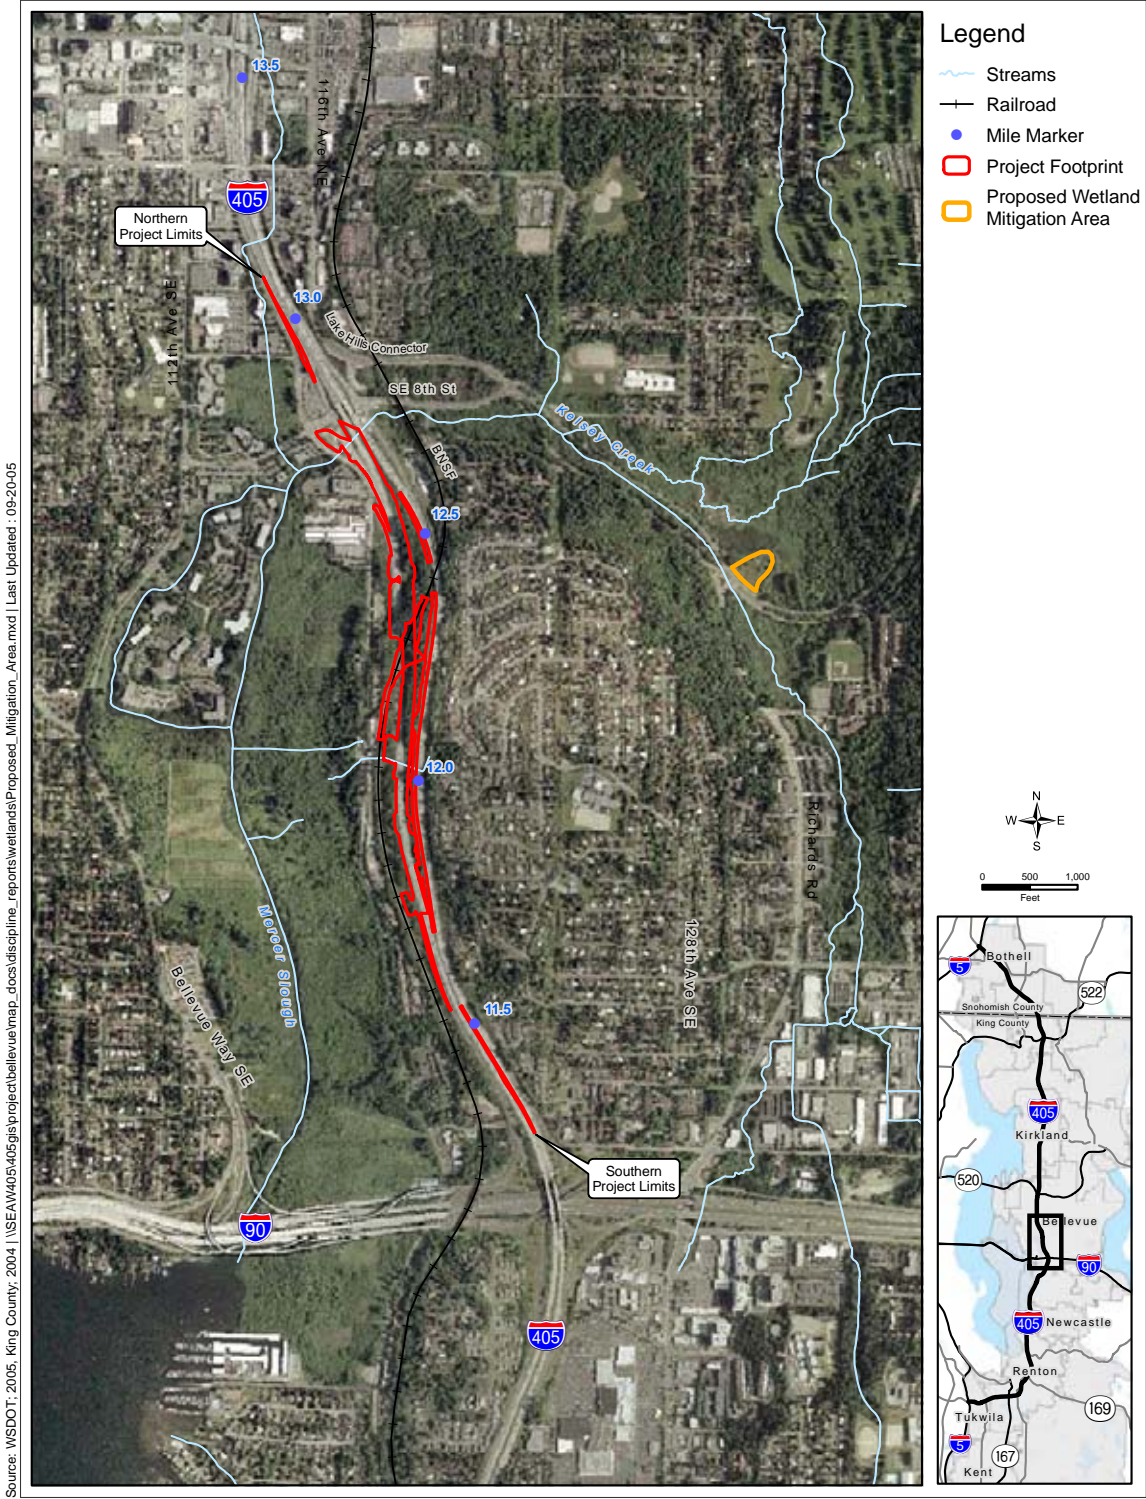 Legend
Streams
Railroad
Mile Marker
Project Footprint
Proposed Wetland
Mitigation Area
13.5
116th Ave NE
405
Northern
Project Limits
112th Ave SE
13.0
Lake Hills Connector
SE 8th St
Kelsey Creek
BNSF
12.5
12.0
Richards Rd
Mercer Slough
Bellevue Way SE
128th Ave SE
11.5
Southern
Project Limits
90
405
N
W E
S
0 500 1,000
Feet
5
Bothell
522
Snohomish County
King County
405
Kirkland
520
Bellevue
90
405
Newcastle
Renton
169
Tukwila
5
167
Kent
Source: WSDOT; 2005, King County; 2004 | \\SEAW405\405gis\project\bellevue\map_docs\discipline_reports\wetlands\Proposed_Mitigation_Area.mxd | Last Updated : 09-20-05